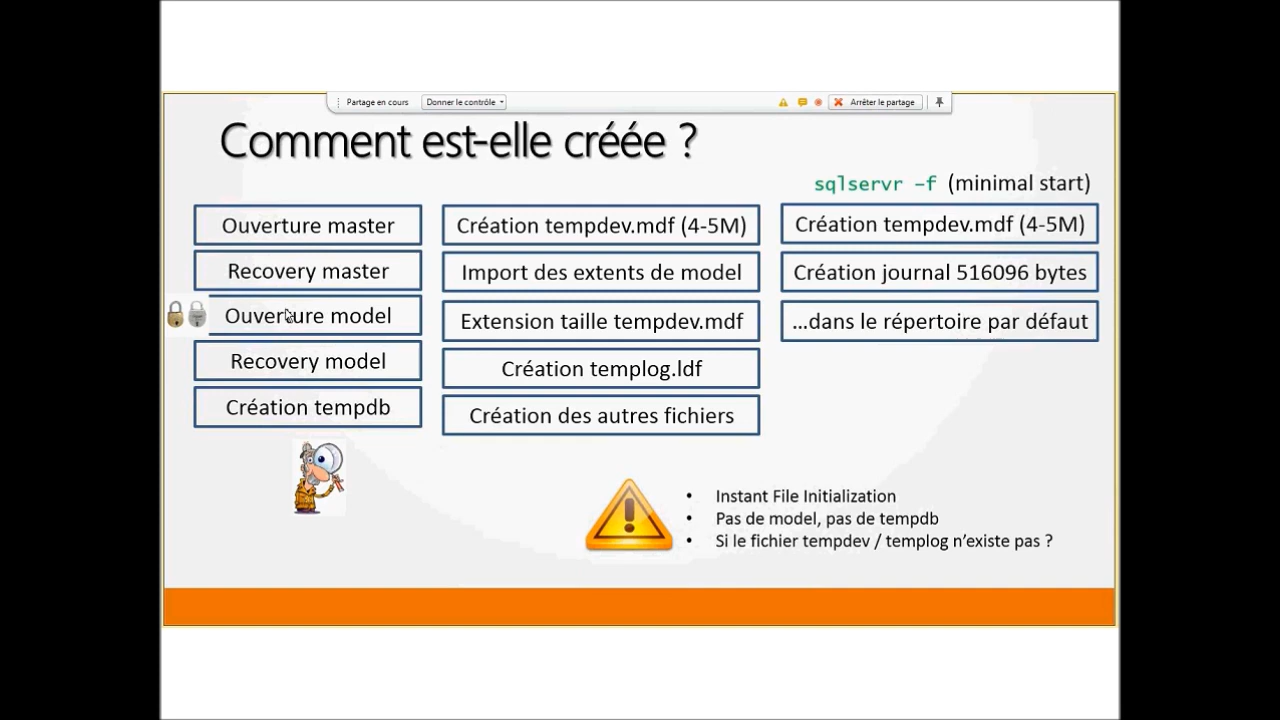 Partage en cours
Donner le contrôle
Arrêter le partage
Comment est-elle créée ?
sqlservr –f (minimal start)
Ouverture master
Recovery master
Ouverture model
Recovery model
Création tempdb
Création tempdev.mdf (4-5M)
Import des extents de model
Extension taille tempdev.mdf
Création templog.ldf
Création des autres fichiers
Création tempdev.mdf (4-5M)
Création journal 516096 bytes
...dans le répertoire par défaut
• Instant File Initialization
• Pas de model, pas de tempdb
• Si le fichier tempdev / templog n'existe pas ?